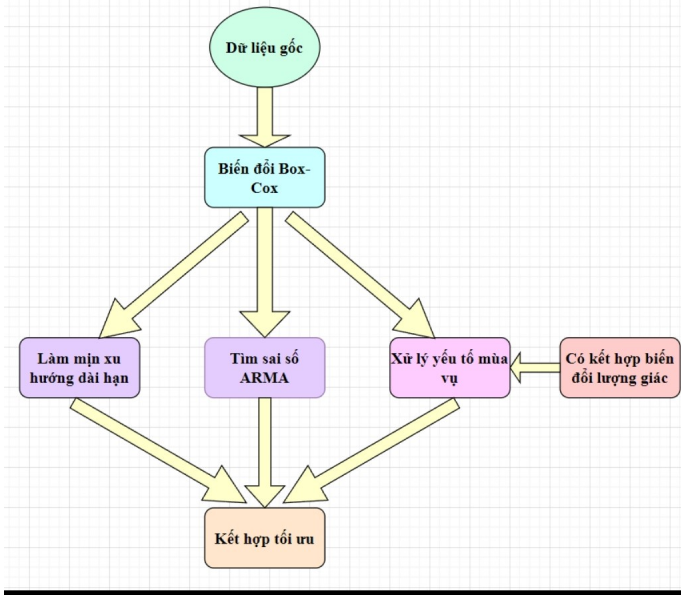 Dữ liệu gốc
Biến đổi Box-
Cox
Làm mịn xu
hướng dài hạn
Tìm sai số
ARMA
Xử lý yếu tố mùa
vụ
Có kết hợp biến
đổi lượng giác
Kết hợp tối ưu